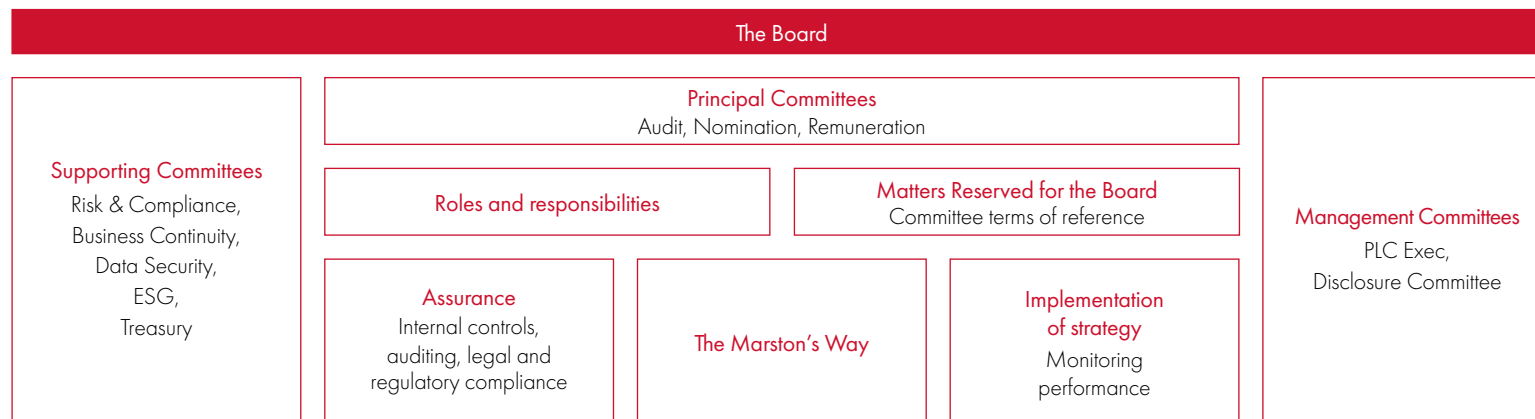 The Board
Supporting Committees
Risk & Compliance,
Business Continuity,
Data Security,
ESG,
Treasury
Principal Committees
Audit, Nomination, Remuneration
Roles and responsibilities
Matters Reserved for the Board
Committee terms of reference
Assurance
Internal controls,
auditing, legal and
regulatory compliance
The Marston’s Way
Implementation
of strategy
Monitoring
performance
Management Committees
PLC Exec,
Disclosure Committee